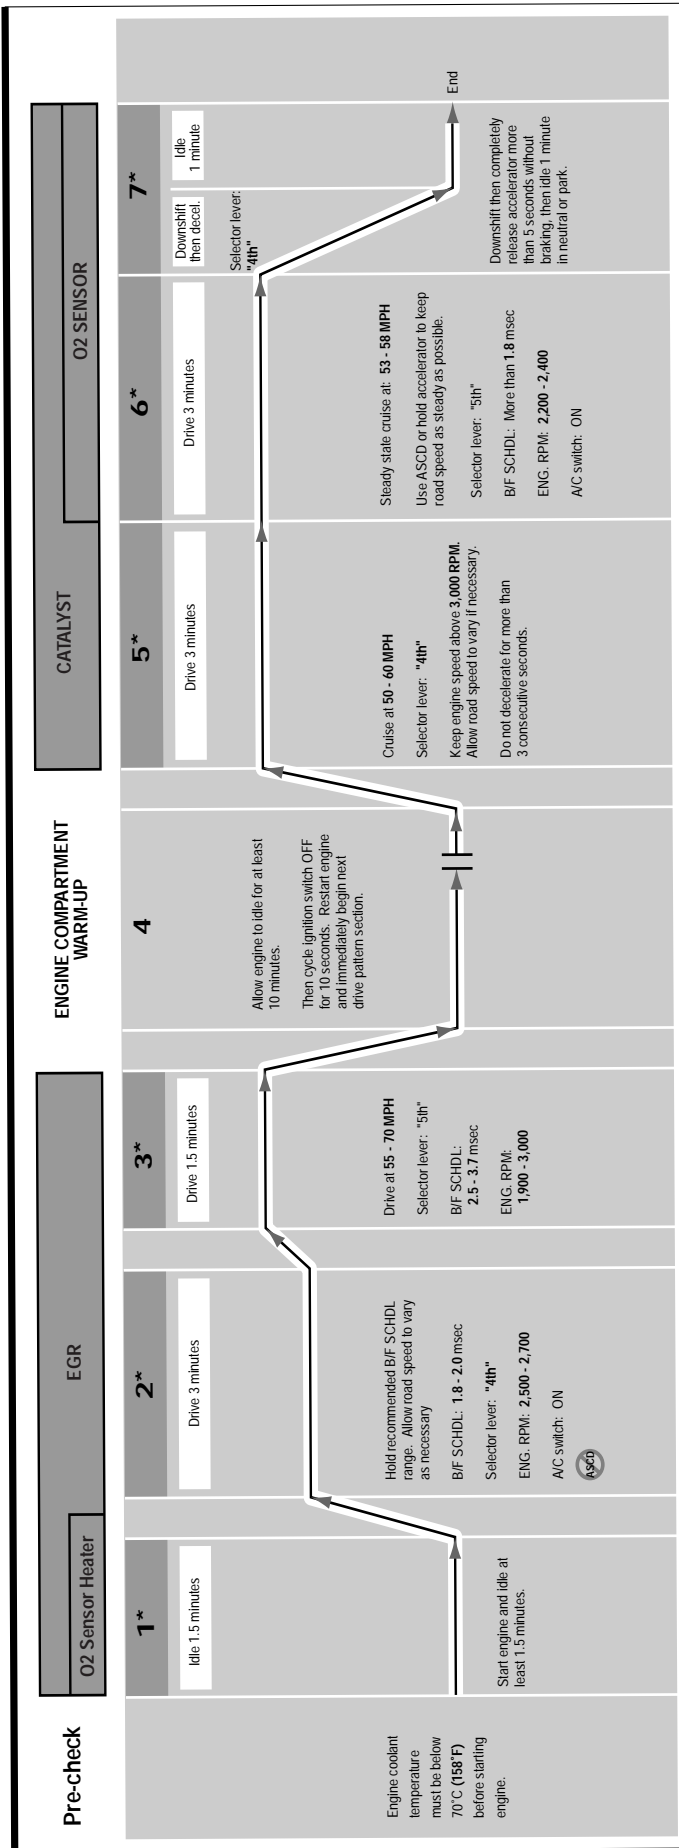 Pre-check
Engine coolant
temperature
must be below
70˚C (158˚F)
before starting
engine.
EGR
O2 Sensor Heater
1*
Idle 1.5 minutes
Start engine and idle at
least 1.5 minutes.
2*
Drive 3 minutes
Hold recommended B/F SCHDL
range. Allow road speed to vary
as necessary
B/F SCHDL: 1.8 - 2.0 msec
Selector lever: "4th"
ENG. RPM: 2,500 - 2,700
A/C switch: ON
ASCD
3*
Drive 1.5 minutes
Drive at 55 - 70 MPH
Selector lever: "5th"
B/F SCHDL:
2.5 - 3.7 msec
ENG. RPM:
1,900 - 3,000
ENGINE COMPARTMENT
WARM-UP
4
Allow engine to idle for at least
10 minutes.
Then cycle ignition switch OFF
for 10 seconds. Restart engine
and immediately begin next
drive pattern section.
CATALYST
O2 SENSOR
5*
Drive 3 minutes
Cruise at 50 - 60 MPH
Selector lever: "4th"
Keep engine speed above 3,000 RPM.
Allow road speed to vary if necessary.
Do not decelerate for more than
3 consecutive seconds.
6*
Drive 3 minutes
Steady state cruise at: 53 - 58 MPH
Use ASCD or hold accelerator to keep
road speed as steady as possible.
Selector lever: "5th"
B/F SCHDL: More than 1.8 msec
ENG. RPM: 2,200 - 2,400
A/C switch: ON
7*
Downshift
then decel.
Idle
1 minute
Selector lever:
"4th"
End
Downshift then completely
release accelerator more
than 5 seconds without
braking, then idle 1 minute
in neutral or park.